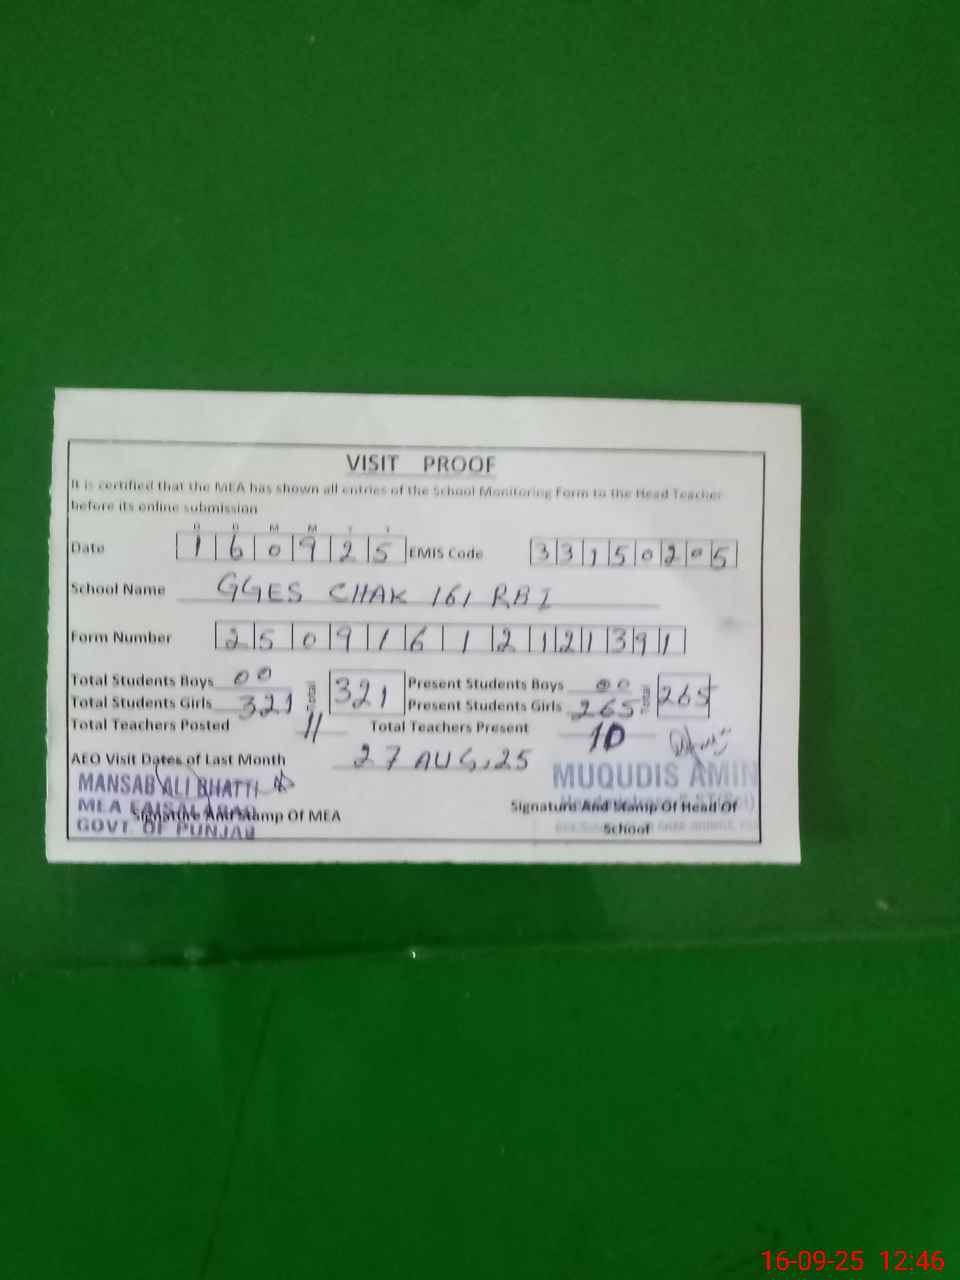 VISIT PROOF
It is certified that the MEA has shown all entries of the School Monitoring Form to the Head Teacher
before its online submission
D D M M Y Y
Date 1 6 0 9 2 5 EMIS Code 3 3 1 5 0 2 0 5
School Name GGES CHAK 161 RB I
Form Number 2 5 0 9 1 6 1 2 1 2 1 3 9 1
Total Students Boys 00 Total 321 Present Students Boys 00 Total 265
Total Students Girls 321 Present Students Girls 265
Total Teachers Posted 11 Total Teachers Present 10
AEO Visit Dates of Last Month 27 AUG, 25
MANSAB ALI BHATTI
MEA FAISALABAD
GOVT. OF PUNJAB
Signature And Stamp Of MEA
MUQUDIS AMIN
Signature And Stamp Of Head Of
School
16-09-25 12:46